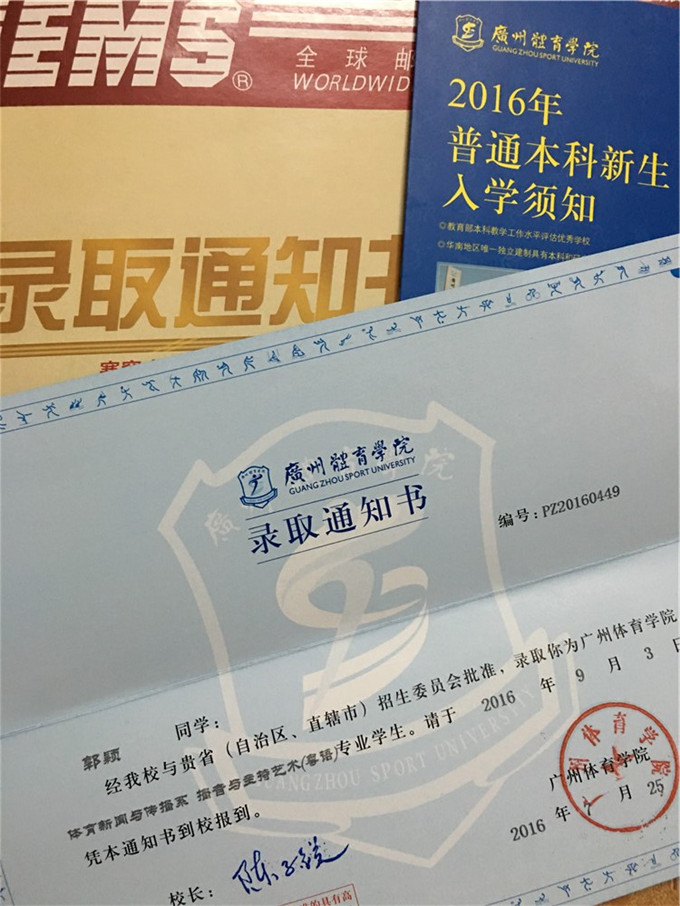 EMS
®
全球邮
WORLDWID
廣州體育學院
GUANG ZHOU SPORT UNIVERSITY
2016年
普通本科新生
入学须知
◎教育部本科教学工作水平评估优秀学校
◎华南地区唯一独立建制具有本科和
录取通知书
廣州體育學院
GUANG ZHOU SPORT UNIVERSITY
录取通知书
编号:PZ20160449
郭颖 同学:
经我校与贵省（自治区、直辖市）招生委员会批准，录取你为广州体育学院
体育新闻与传播系 播音与主持艺术(粤语)专业学生。请于 2016 年 9 月 3 日
凭本通知书到校报到。
GUANGZHOU SPORT UNIVERSITY
广州体育学院
2016 年 月 25
州体育学院
校长: 陈